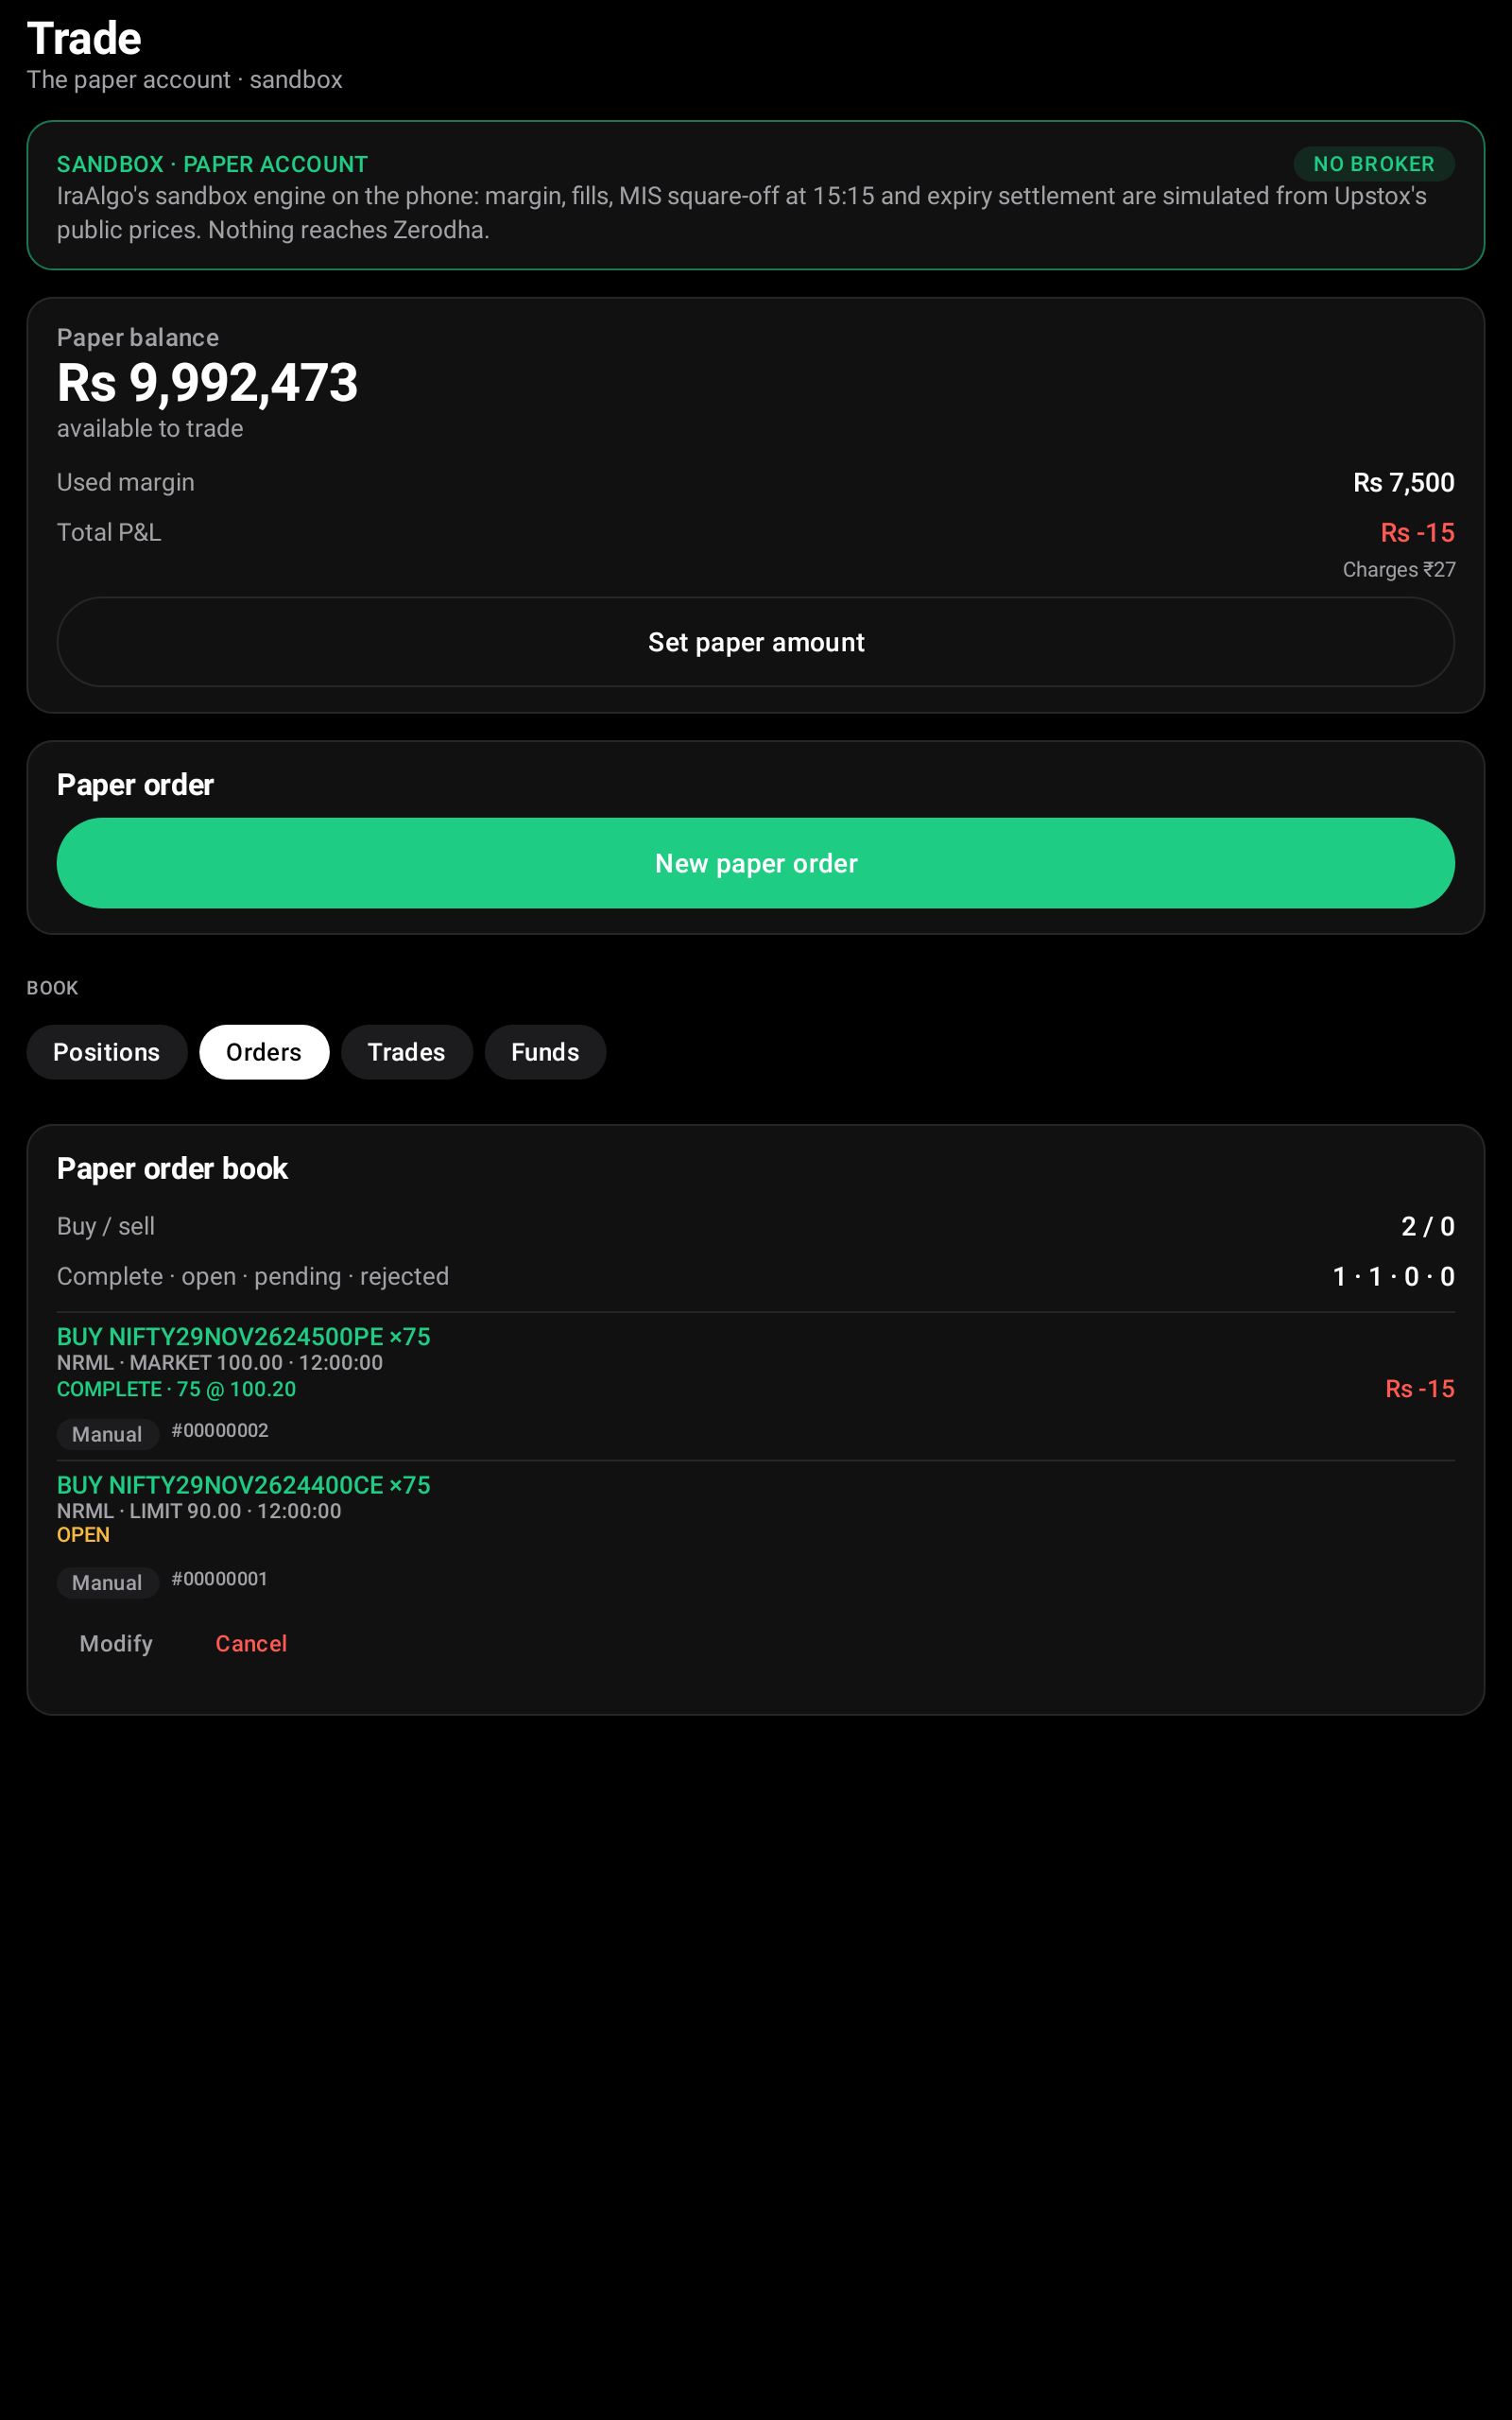 Trade
The paper account · sandbox
SANDBOX · PAPER ACCOUNT
NO BROKER
IraAlgo's sandbox engine on the phone: margin, fills, MIS square-off at 15:15 and expiry settlement are simulated from Upstox's
public prices. Nothing reaches Zerodha.
Paper balance
Rs 9,992,473
available to trade
Used margin
Rs 7,500
Total P&L
Rs -15
Charges ₹27
Set paper amount
Paper order
New paper order
BOOK
Positions
Orders
Trades
Funds
Paper order book
Buy / sell
2 / 0
Complete · open · pending · rejected
1 · 1 · 0 · 0
BUY NIFTY29NOV2624500PE ×75
NRML · MARKET 100.00 · 12:00:00
COMPLETE · 75 @ 100.20
Rs -15
Manual
#00000002
BUY NIFTY29NOV2624400CE ×75
NRML · LIMIT 90.00 · 12:00:00
OPEN
Manual
#00000001
Modify
Cancel